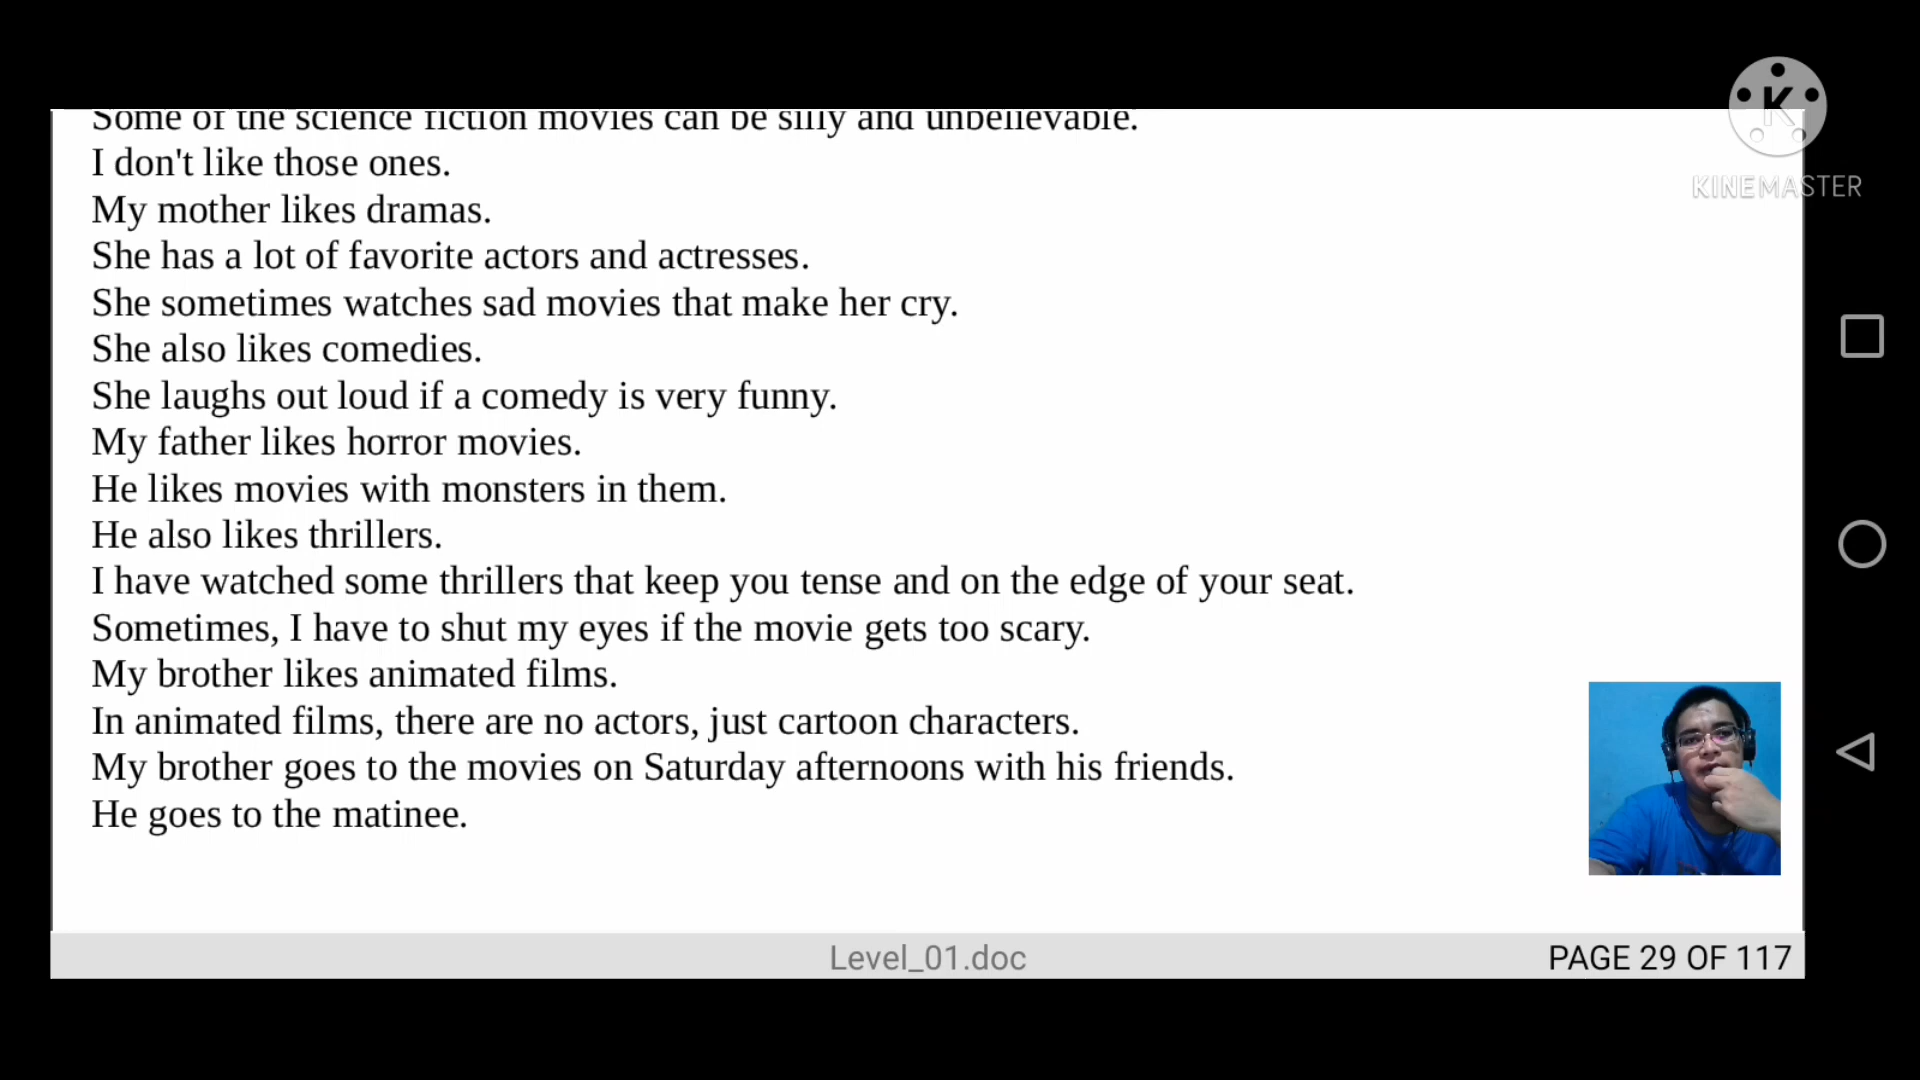 Some of the science fiction movies can be silly and unbelievable.
I don't like those ones.
My mother likes dramas.
She has a lot of favorite actors and actresses.
She sometimes watches sad movies that make her cry.
She also likes comedies.
She laughs out loud if a comedy is very funny.
My father likes horror movies.
He likes movies with monsters in them.
He also likes thrillers.
I have watched some thrillers that keep you tense and on the edge of your seat.
Sometimes, I have to shut my eyes if the movie gets too scary.
My brother likes animated films.
In animated films, there are no actors, just cartoon characters.
My brother goes to the movies on Saturday afternoons with his friends.
He goes to the matinee.
Level_01.doc
PAGE 29 OF 117
K
KINEMASTER